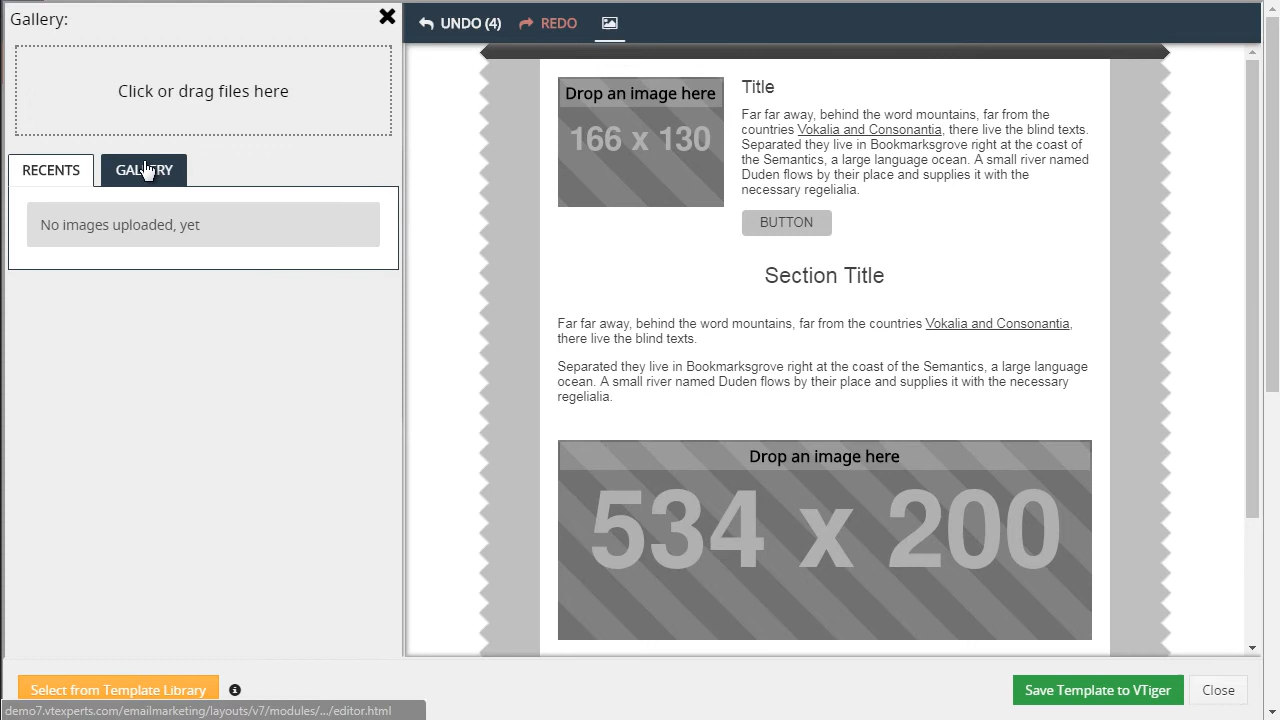 Gallery:
UNDO (4)
REDO
Click or drag files here
RECENTS
GALLERY
No images uploaded, yet
Drop an image here
166 x 130
Title
Far far away, behind the word mountains, far from the
countries Vokalia and Consonantia, there live the blind texts.
Separated they live in Bookmarksgrove right at the coast of
the Semantics, a large language ocean. A small river named
Duden flows by their place and supplies it with the
necessary regelialia.
BUTTON
Section Title
Far far away, behind the word mountains, far from the countries Vokalia and Consonantia,
there live the blind texts.
Separated they live in Bookmarksgrove right at the coast of the Semantics, a large language
ocean. A small river named Duden flows by their place and supplies it with the necessary
regelialia.
Drop an image here
534 x 200
Select from Template Library
Save Template to VTiger
Close
demo7.vtexperts.com/emailmarketing/layouts/v7/modules/.../editor.html